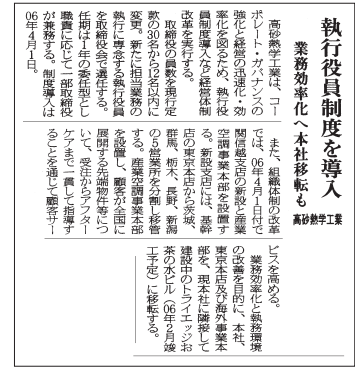 執行役員制度を導入
業務効率化へ本社移転も
高砂熱学工業
高砂熱学工業は、コー
ポレート・ガバナンスの
強化と経営の迅速化・効
率化を図るため、執行役
員制度導入など経営体制
改革を実行する。
取締役の員数を現行定
款の30名から12名以内に
変更。新たに担当業務の
執行に専念する執行役員
を取締役会で選任する。
任期は1年の委任型とし
職責に応じて一部取締役
が兼務する。制度導入は
06年4月1日。
また、組織体制の改革
では、06年4月1日付で
関信越支店の新設と産業
空調事業本部を設置す
る。新設支店には、基幹
店の東京本店から茨城、
群馬、栃木、長野、新潟
の5営業所を分割し移管
する。産業空調事業本部
を設置し、顧客が全国に
展開する先端物件等につ
いて、受注からアフター
ケアまで一貫して指導す
ることを通じて顧客サー
ビスを高める。
業務効率化と執務環境
の改善を目的に、本社、
東京本店及び海外事業本
部を、現本社に隣接して
建設中のトライエッジお
茶の水ビル（06年2月竣
工予定）に移転する。